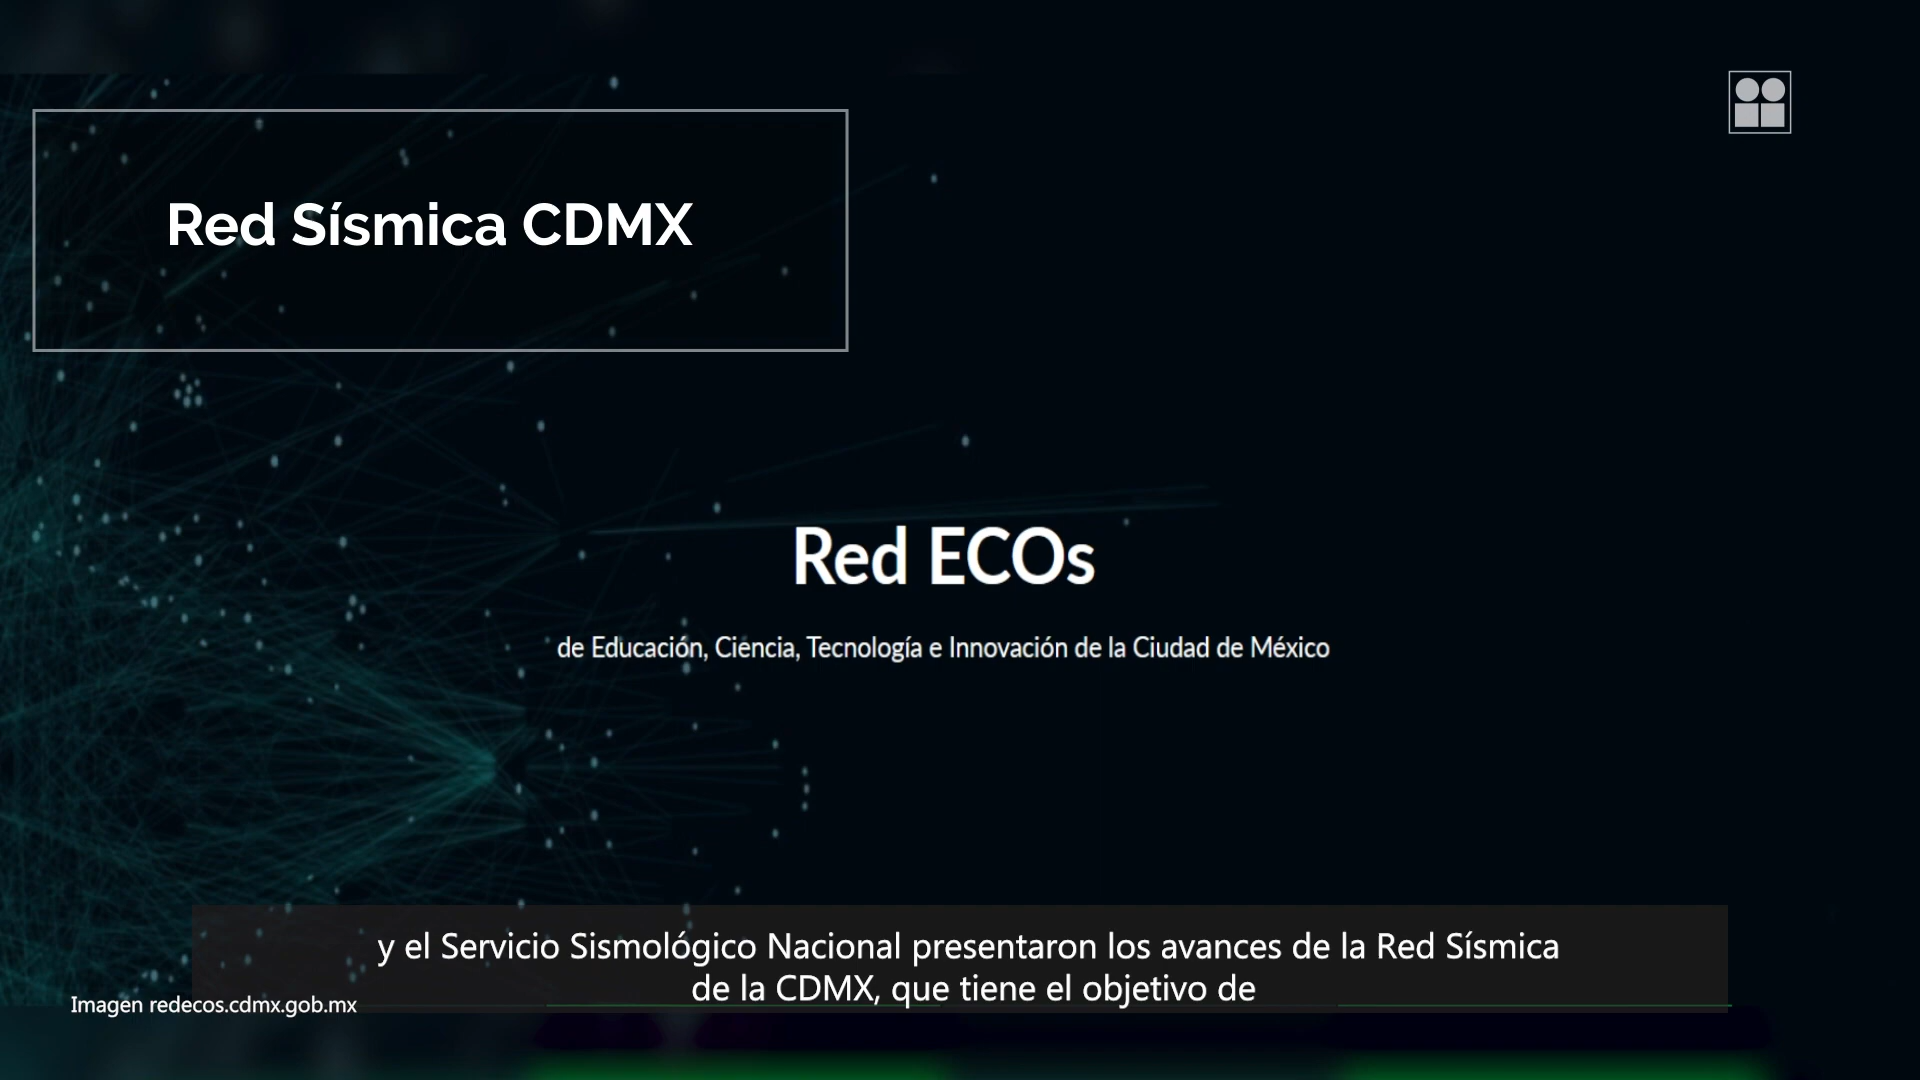 Red Sísmica CDMX
Red ECOs
de Educación, Ciencia, Tecnología e Innovación de la Ciudad de México
y el Servicio Sismológico Nacional presentaron los avances de la Red Sísmica
de la CDMX, que tiene el objetivo de
Imagen redecos.cdmx.gob.mx